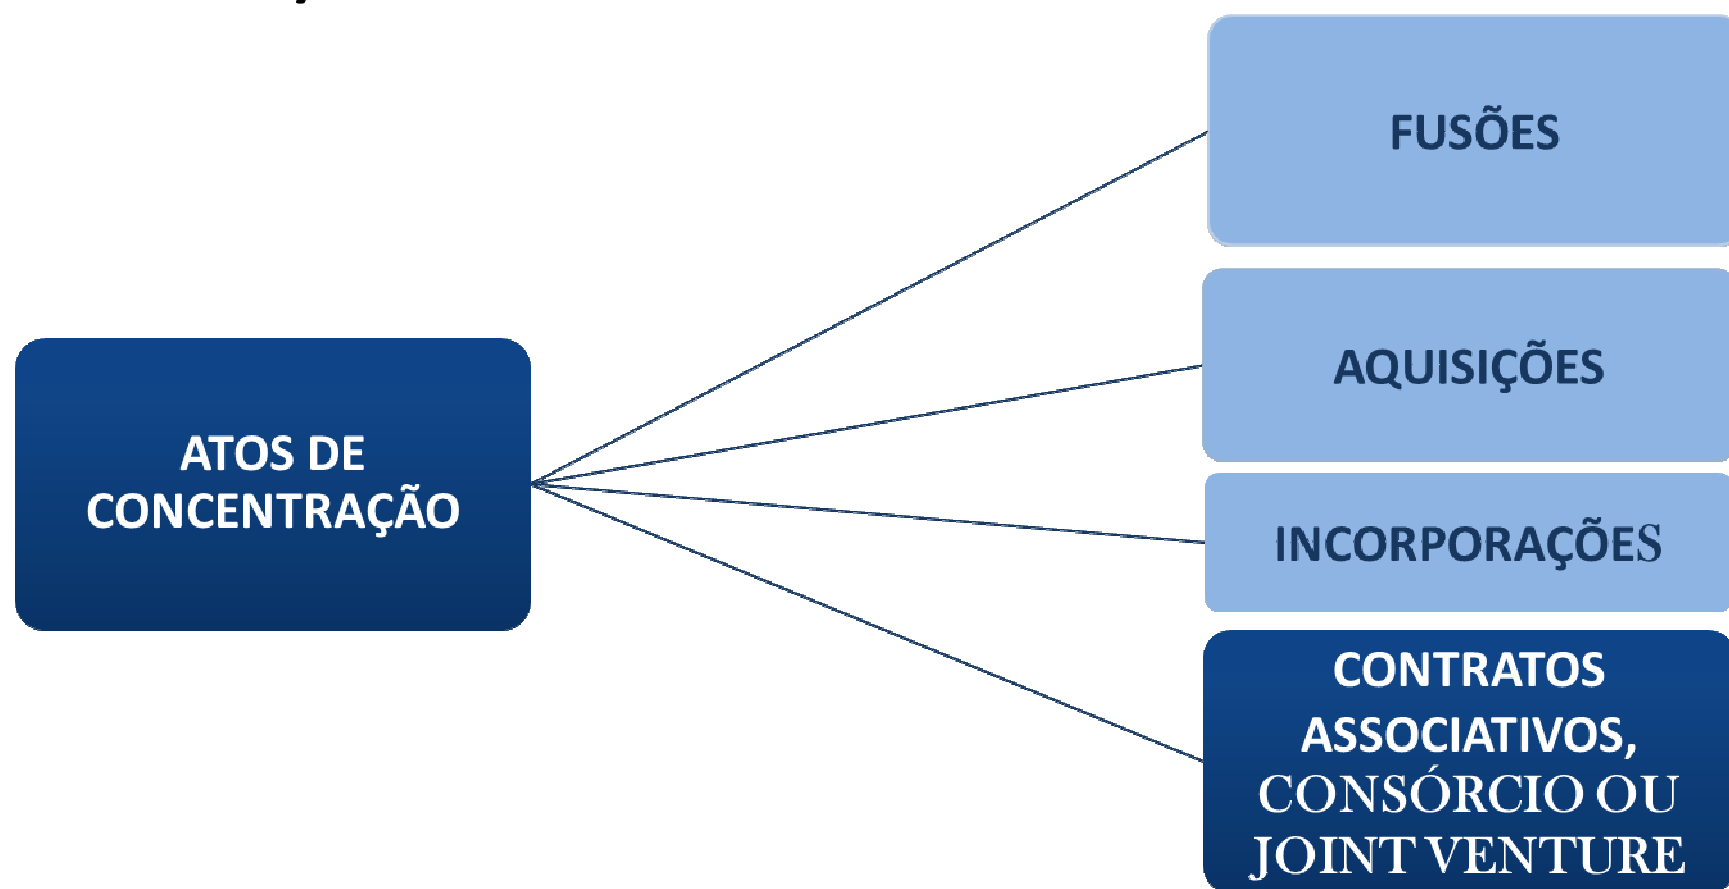 ATOS DE
CONCENTRAÇÃO
FUSÕES
AQUISIÇÕES
INCORPORAÇÕES
CONTRATOS
ASSOCIATIVOS,
CONSÓRCIO OU
JOINT VENTURE